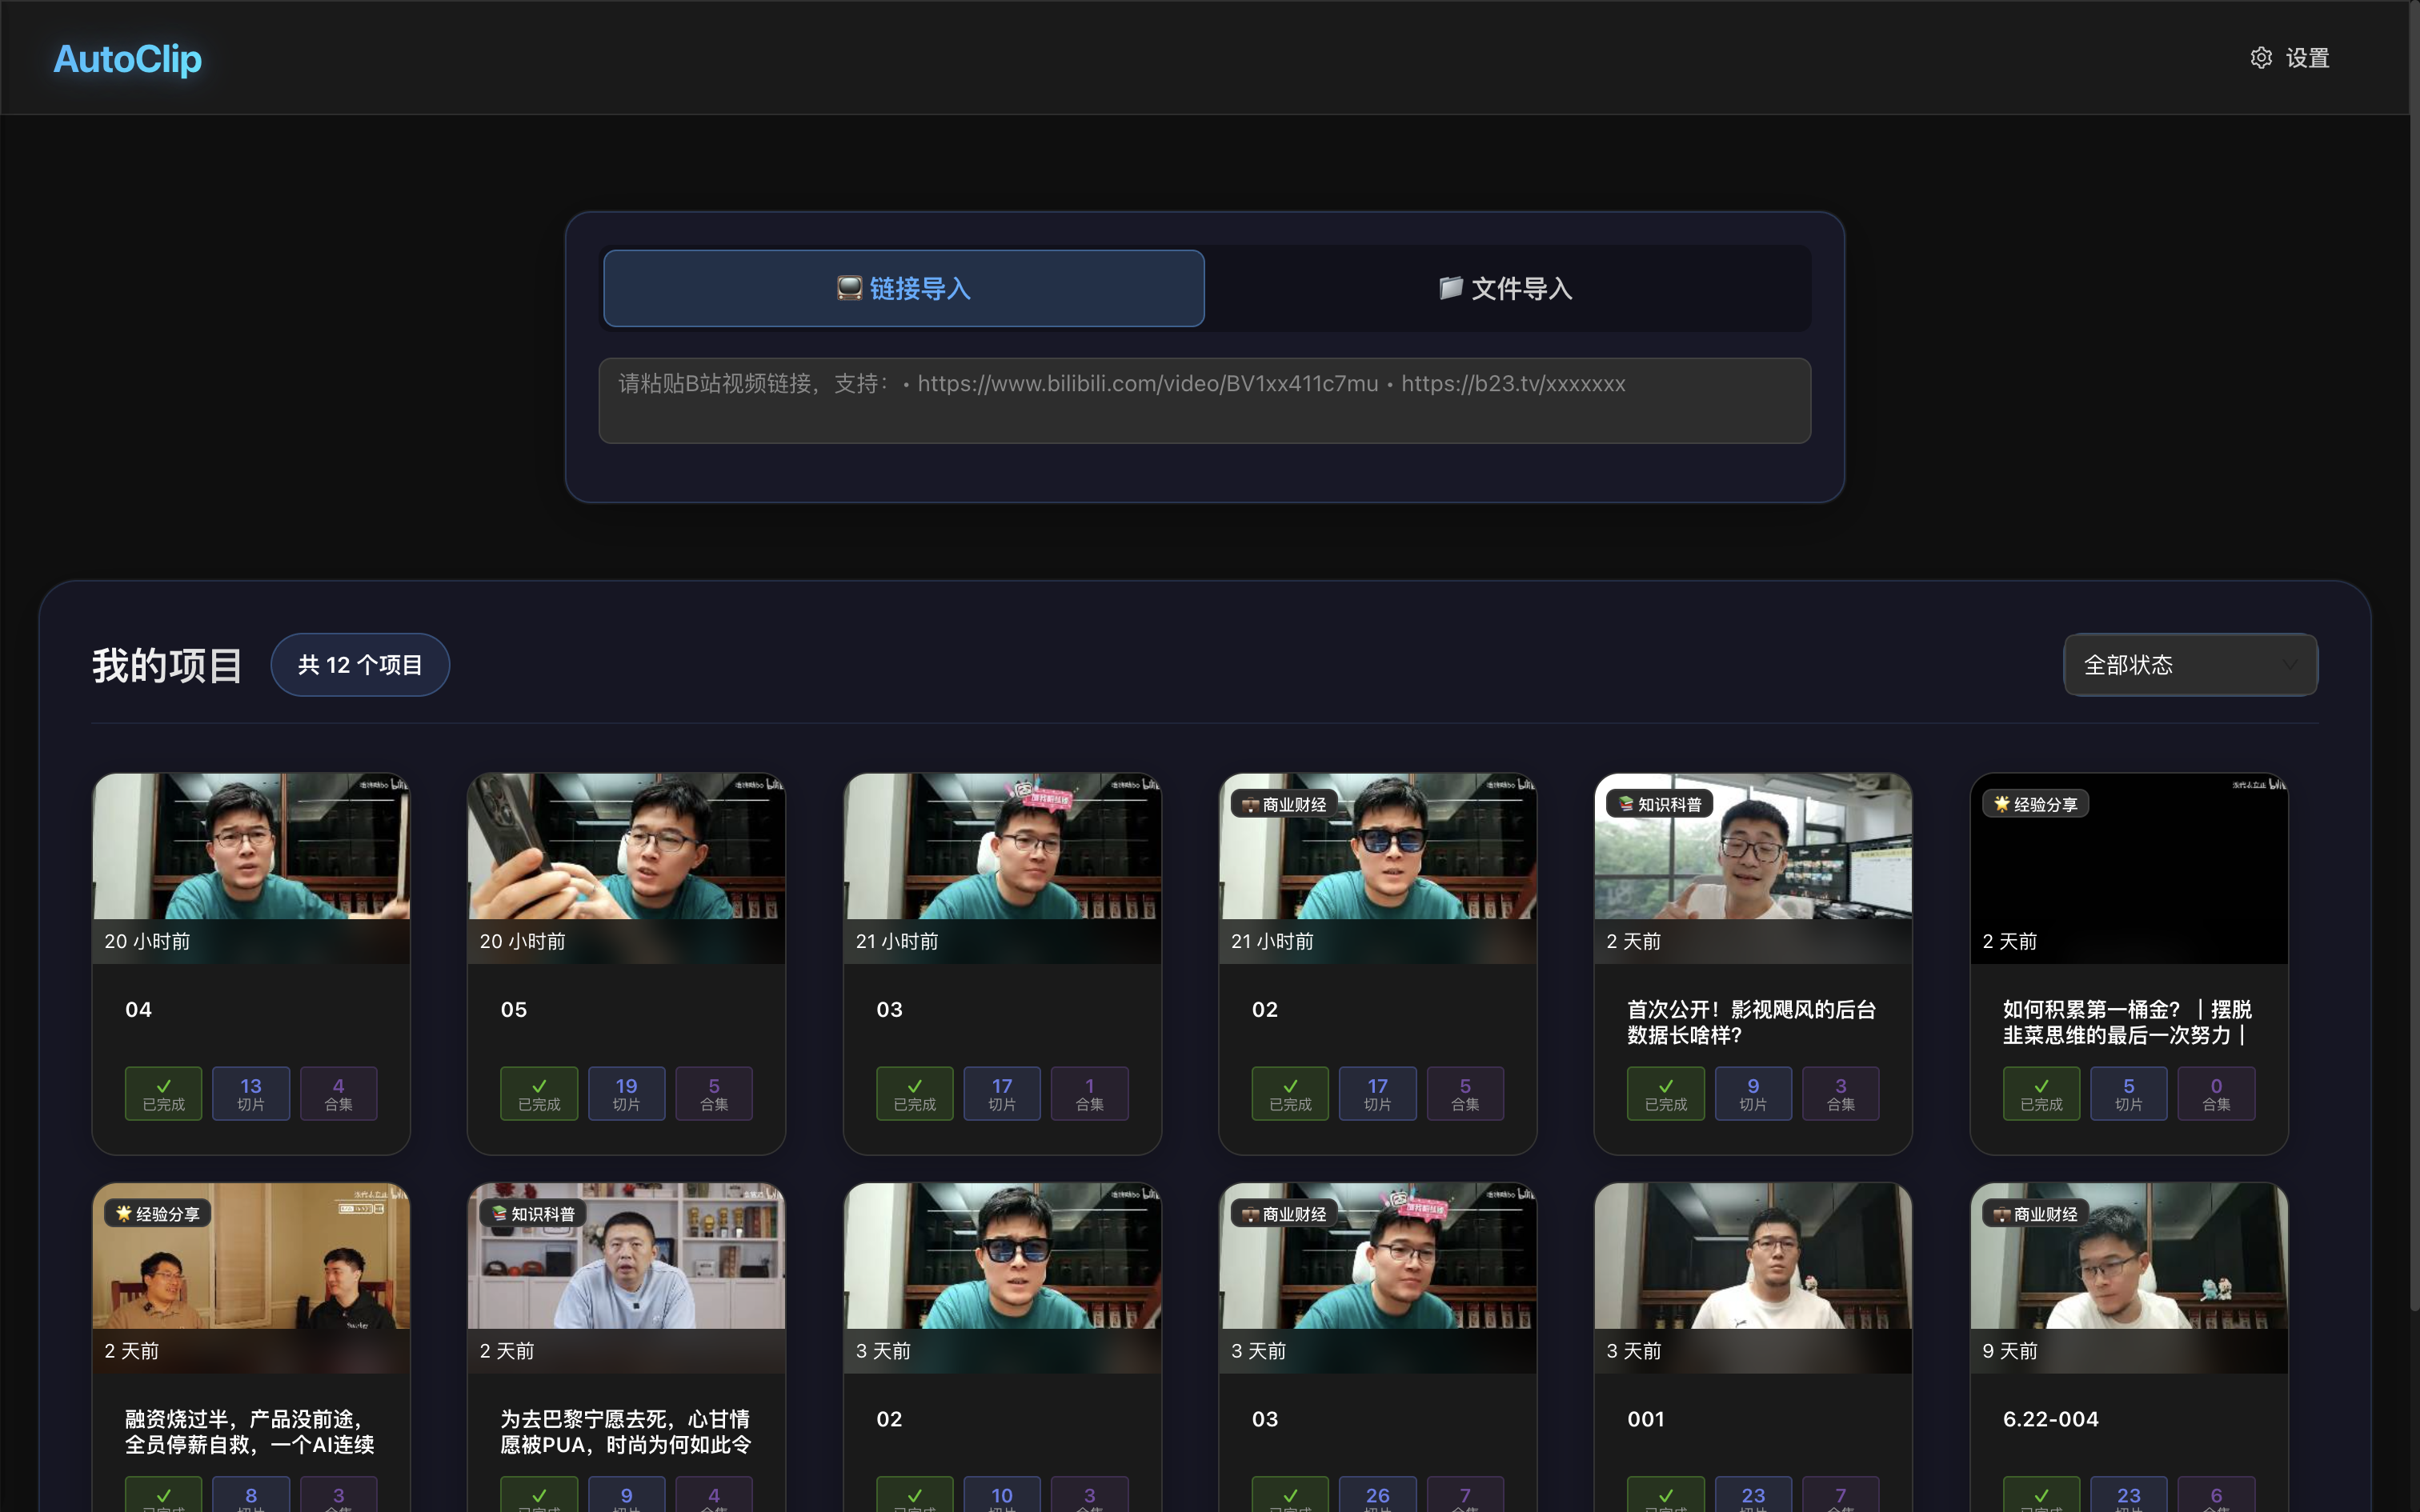 AutoClip
设置
链接导入
文件导入
请粘贴B站视频链接，支持：• https://www.bilibili.com/video/BV1xx411c7mu • https://b23.tv/xxxxxxx
我的项目
共 12 个项目
全部状态
20 小时前
04
已完成
13
切片
4
合集
20 小时前
05
已完成
19
切片
5
合集
21 小时前
03
已完成
17
切片
1
合集
商业财经
21 小时前
02
已完成
17
切片
5
合集
知识科普
2 天前
首次公开！影视飓风的后台
数据长啥样？
已完成
9
切片
3
合集
经验分享
2 天前
如何积累第一桶金？｜摆脱
韭菜思维的最后一次努力｜
已完成
5
切片
0
合集
经验分享
2 天前
融资烧过半，产品没前途，
全员停薪自救，一个AI连续
8
3
知识科普
2 天前
为去巴黎宁愿去死，心甘情
愿被PUA，时尚为何如此令
9
4
3 天前
02
10
3
商业财经
3 天前
03
26
7
3 天前
001
23
7
商业财经
9 天前
6.22-004
23
6